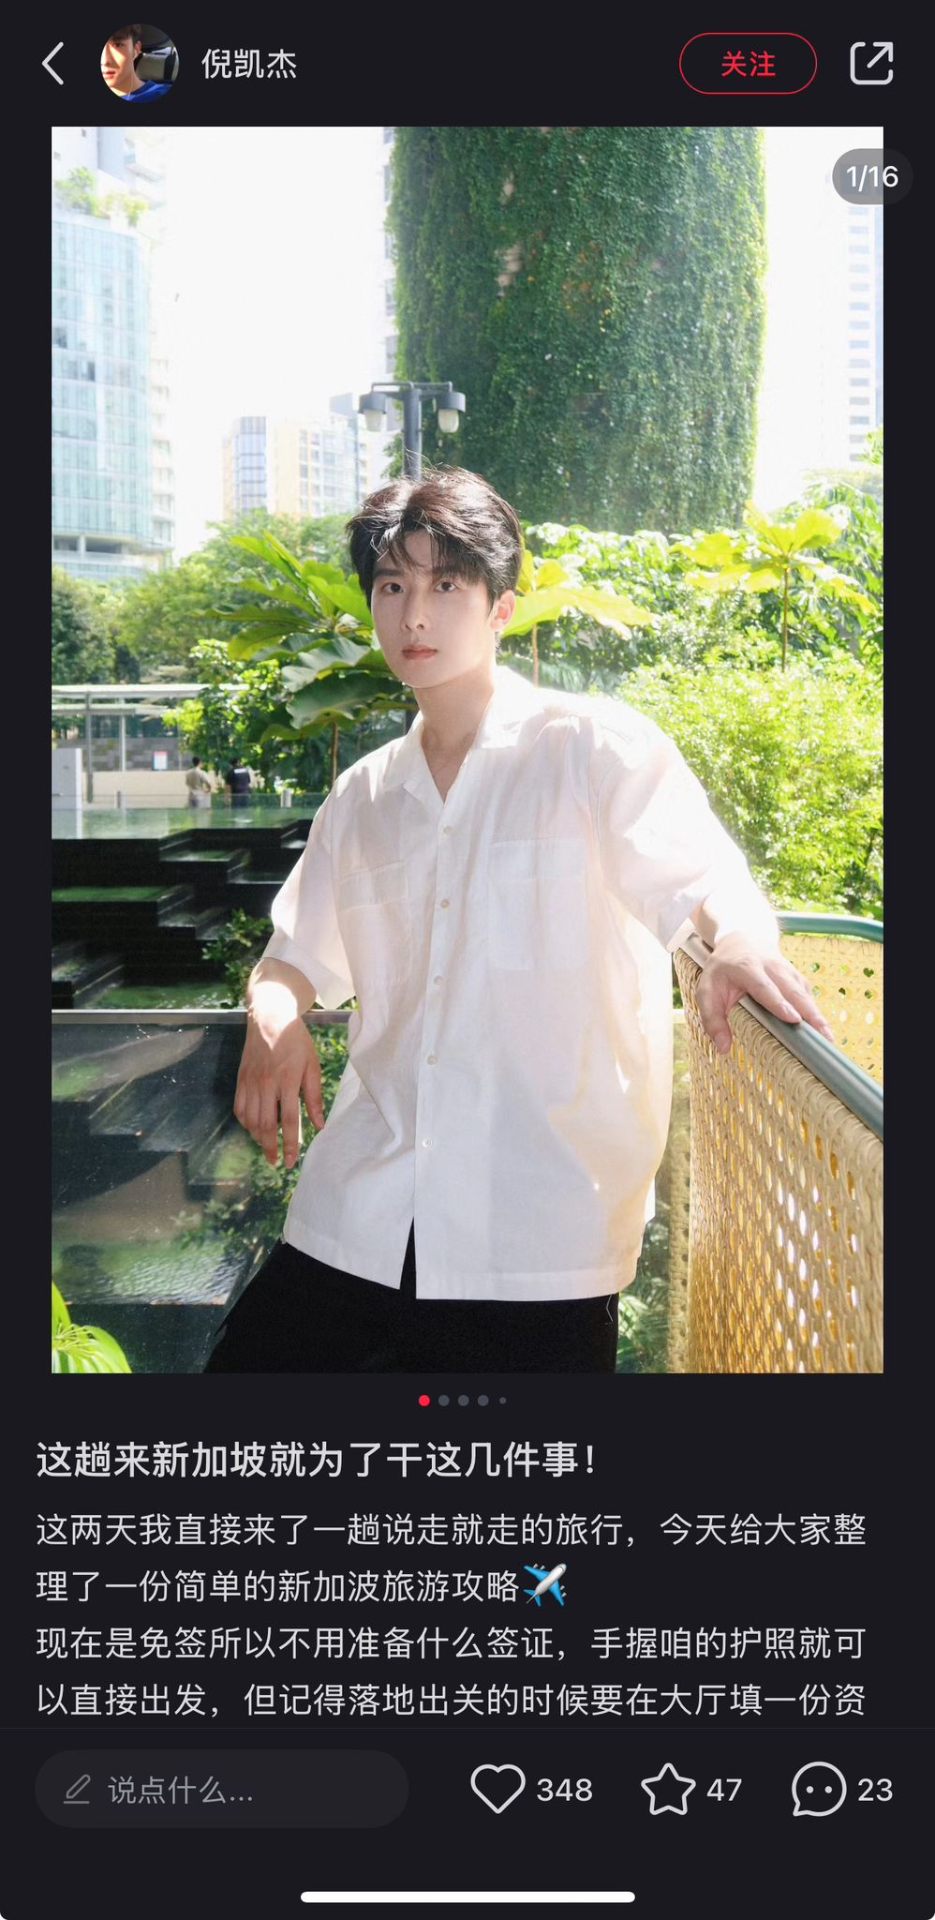 倪凯杰
关注
1/16
这趟来新加坡就为了干这几件事！
这两天我直接来了一趟说走就走的旅行，今天给大家整
理了一份简单的新加波旅游攻略✈️
现在是免签所以不用准备什么签证，手握咱的护照就可
以直接出发，但记得落地出关的时候要在大厅填一份资
说点什么...
348
47
23